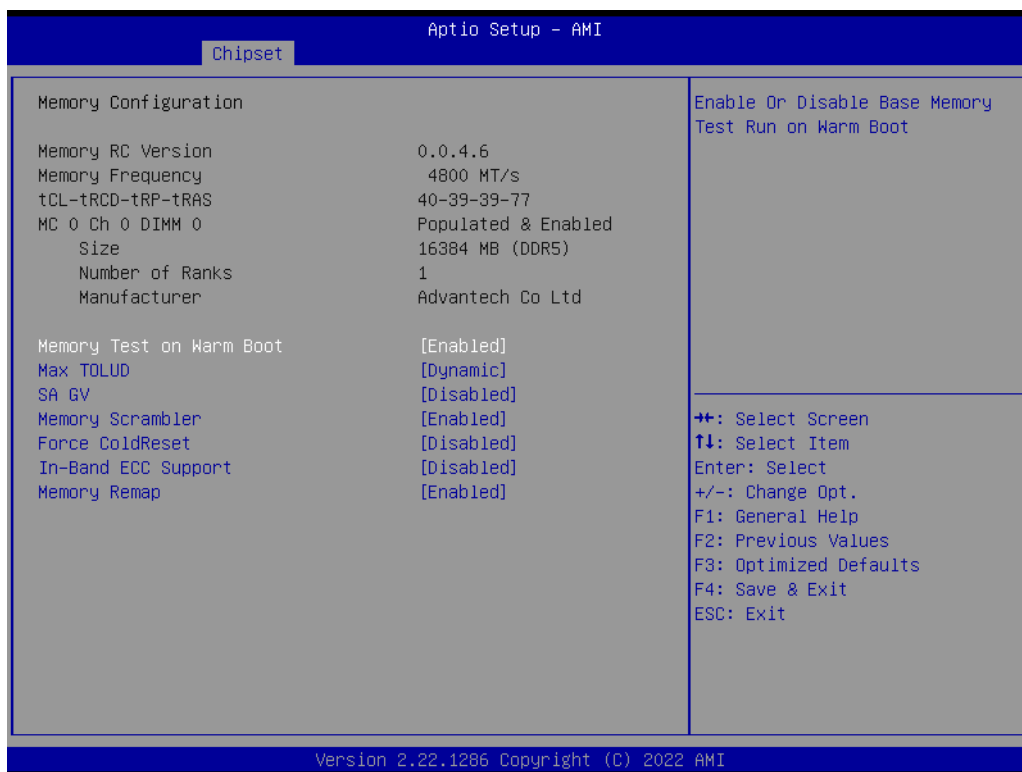 Aptio Setup – AMI
Chipset
Memory Configuration
Memory RC Version 0.0.4.6
Memory Frequency 4800 MT/s
tCL-tRCD-tRP-tRAS 40-39-39-77
MC 0 Ch 0 DIMM 0 Populated & Enabled
Size 16384 MB (DDR5)
Number of Ranks 1
Manufacturer Advantech Co Ltd
Memory Test on Warm Boot [Enabled]
Max TOLUD [Dynamic]
SA GV [Disabled]
Memory Scrambler [Enabled]
Force ColdReset [Disabled]
In-Band ECC Support [Disabled]
Memory Remap [Enabled]
Enable Or Disable Base Memory
Test Run on Warm Boot
→←: Select Screen
↑↓: Select Item
Enter: Select
+/-: Change Opt.
F1: General Help
F2: Previous Values
F3: Optimized Defaults
F4: Save & Exit
ESC: Exit
Version 2.22.1286 Copyright (C) 2022 AMI